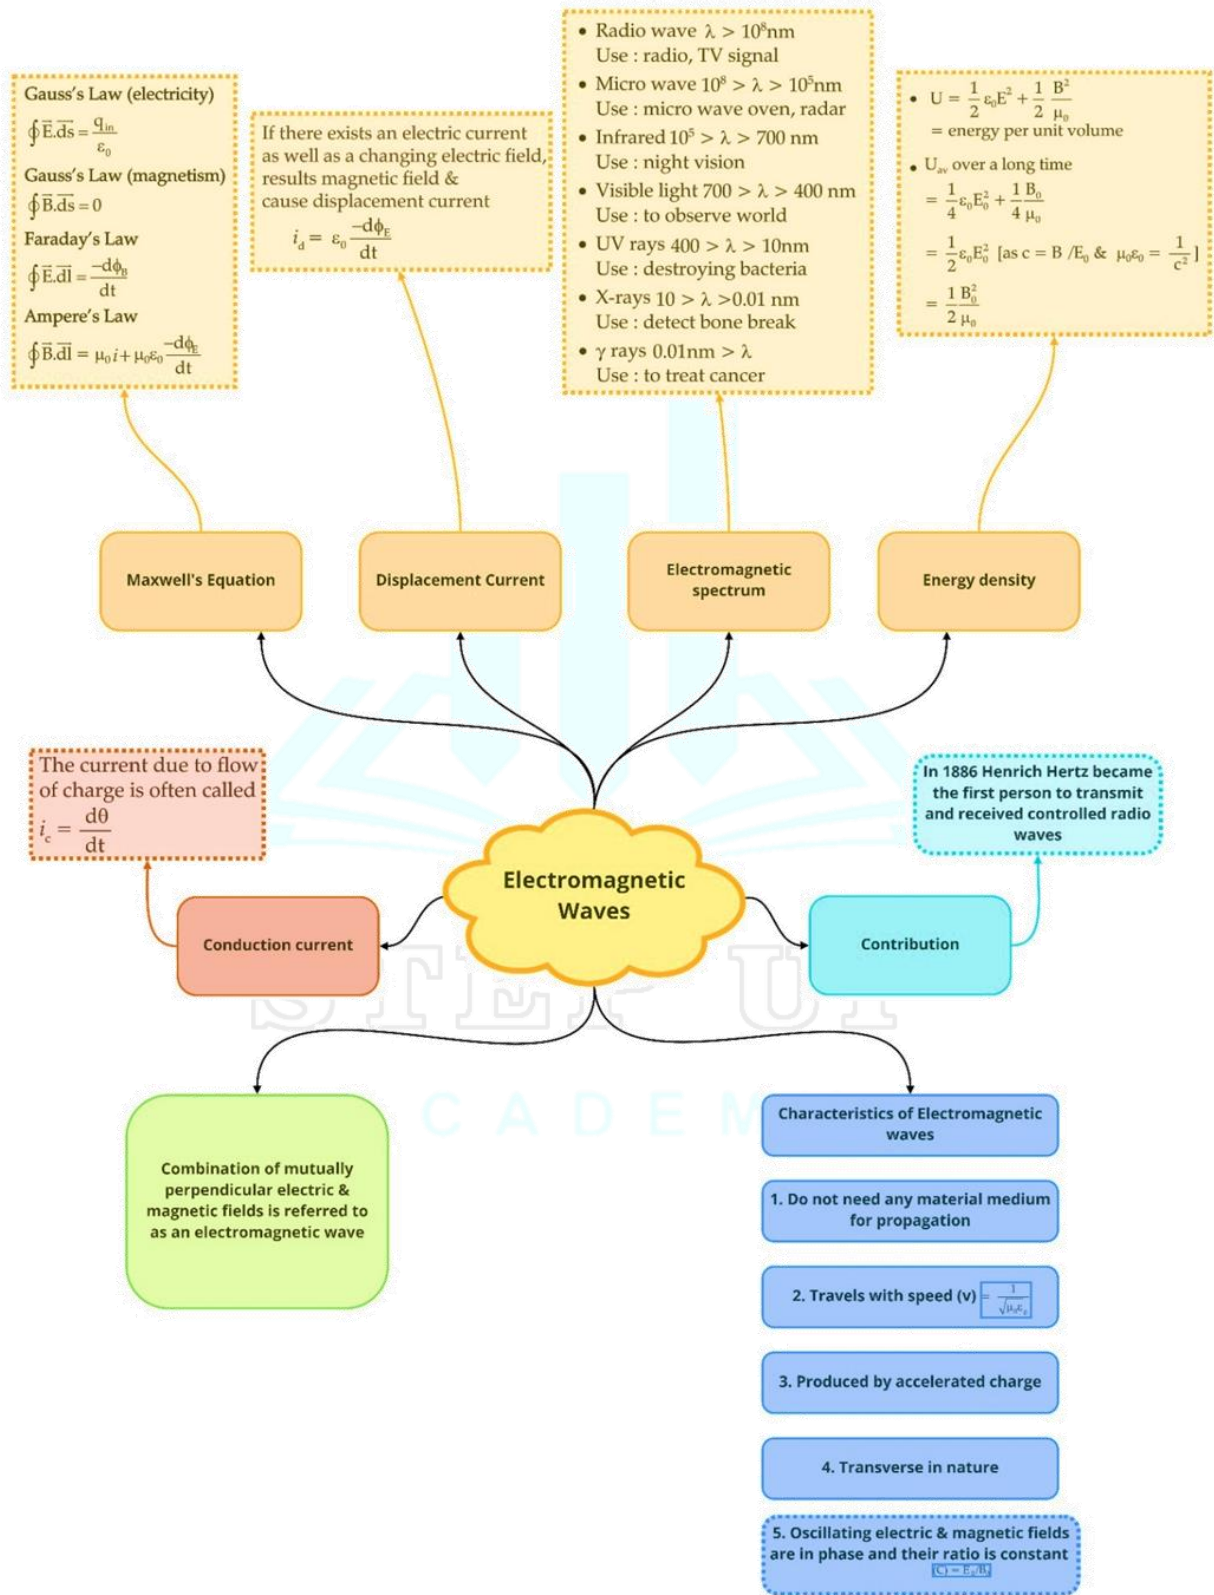 Gauss's Law (electricity)
∮E⃗.ds⃗ = q_in/ε₀
Gauss's Law (magnetism)
∮B⃗.ds⃗ = 0
Faraday's Law
∮E⃗.dl⃗ = -dϕ_B/dt
Ampere's Law
∮B⃗.dl⃗ = μ₀i + μ₀ε₀ -dϕ_E/dt
If there exists an electric current
as well as a changing electric field,
results magnetic field &
cause displacement current
i_d = ε₀ -dϕ_E/dt
• Radio wave λ > 10⁸nm
Use : radio, TV signal
• Micro wave 10⁸ > λ > 10⁵nm
Use : micro wave oven, radar
• Infrared 10⁵ > λ > 700 nm
Use : night vision
• Visible light 700 > λ > 400 nm
Use : to observe world
• UV rays 400 > λ > 10nm
Use : destroying bacteria
• X-rays 10 > λ >0.01 nm
Use : detect bone break
• γ rays 0.01nm > λ
Use : to treat cancer
• U = 1/2 ε₀E² + 1/2 B²/μ₀
= energy per unit volume
• U_av over a long time
= 1/4 ε₀E₀² + 1/4 B₀/μ₀
= 1/2 ε₀E₀² [as c = B /E₀ & μ₀ε₀ = 1/c² ]
= 1/2 B₀²/μ₀
Maxwell's Equation
Displacement Current
Electromagnetic
spectrum
Energy density
The current due to flow
of charge is often called
i_c = dθ/dt
In 1886 Henrich Hertz became
the first person to transmit
and received controlled radio
waves
Electromagnetic
Waves
Conduction current
Contribution
STEP UP
CADEM
Combination of mutually
perpendicular electric &
magnetic fields is referred to
as an electromagnetic wave
Characteristics of Electromagnetic
waves
1. Do not need any material medium
for propagation
2. Travels with speed (v) = 1/√μ₀ε₀
3. Produced by accelerated charge
4. Transverse in nature
5. Oscillating electric & magnetic fields
are in phase and their ratio is constant
(C) = E₀/B₀